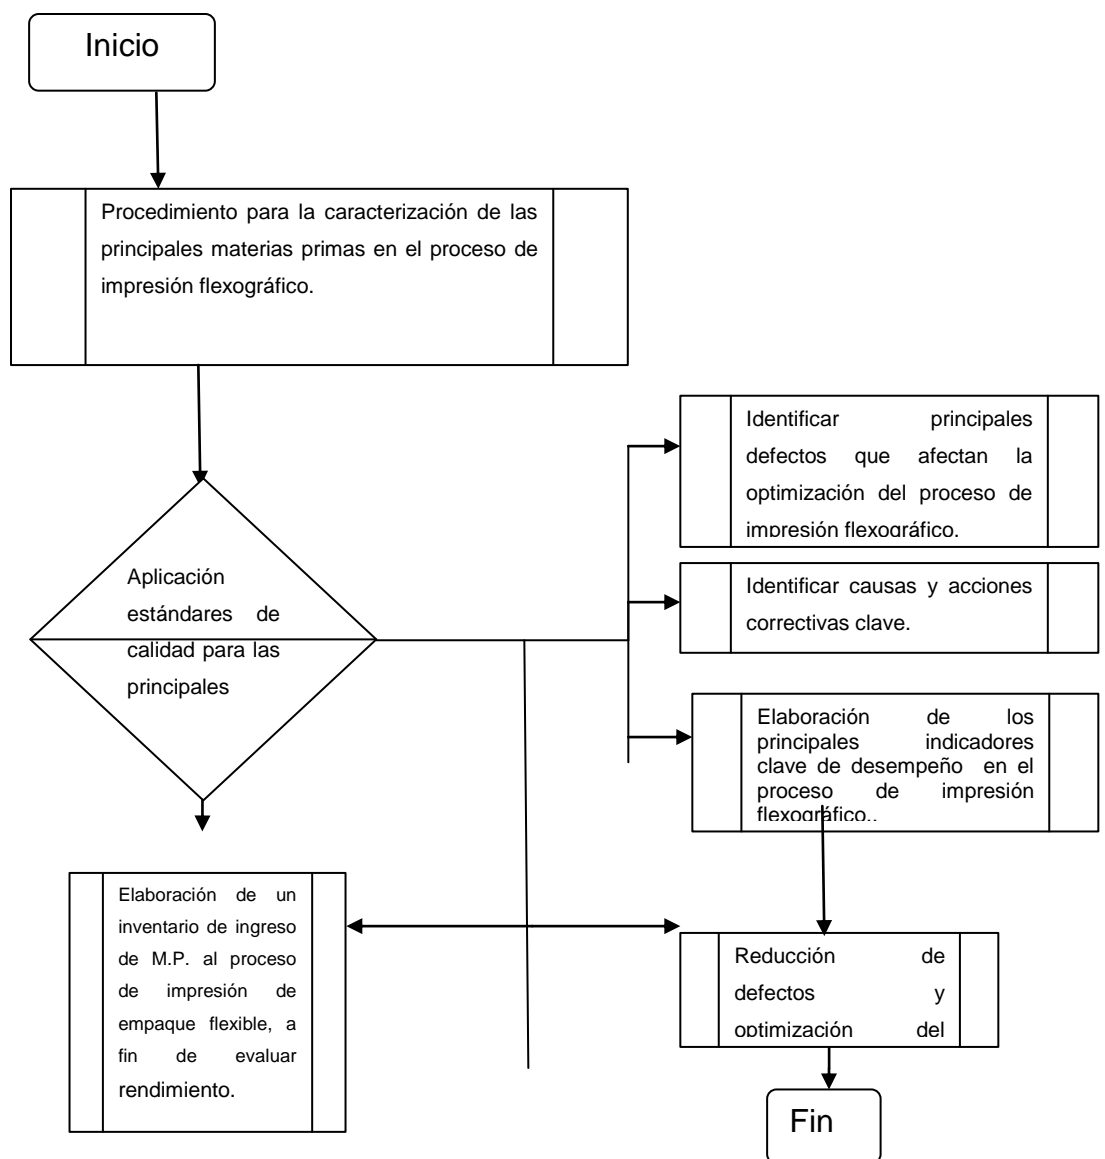 Inicio
Procedimiento para la caracterización de las
principales materias primas en el proceso de
impresión flexográfico.
Identificar principales
defectos que afectan la
optimización del proceso de
impresión flexográfico.
Aplicación
estándares de
calidad para las
principales
Identificar causas y acciones
correctivas clave.
Elaboración de los
principales indicadores
clave de desempeño en el
proceso de impresión
flexográfico..
Elaboración de un
inventario de ingreso
de M.P. al proceso
de impresión de
empaque flexible, a
fin de evaluar
rendimiento.
Reducción de
defectos y
optimización del
Fin